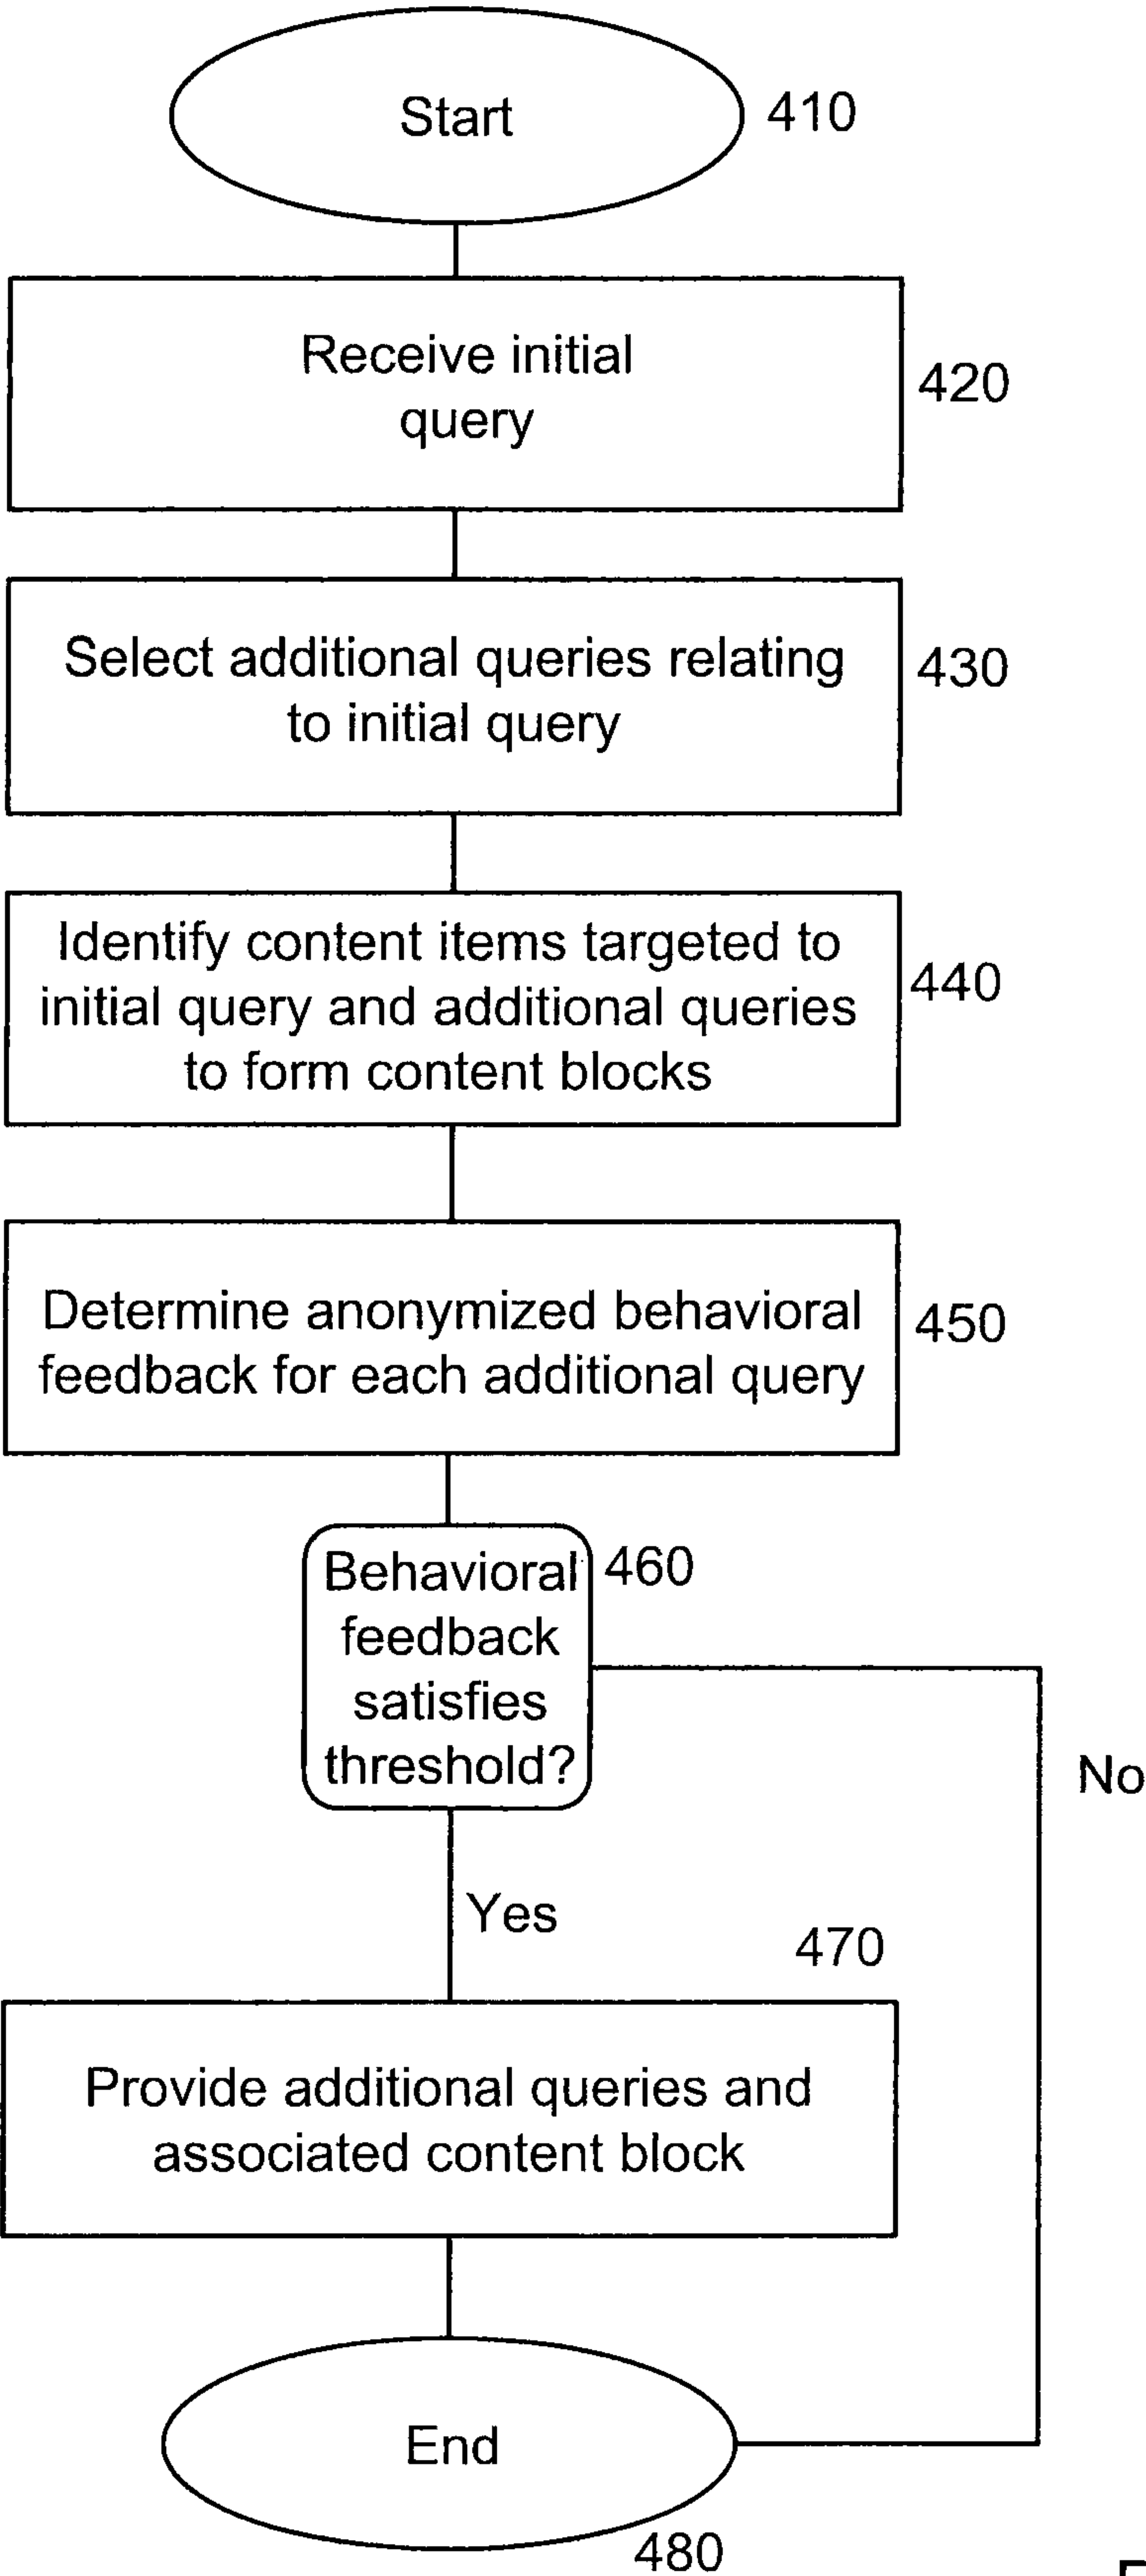 Start
410
Receive initial
query
420
Select additional queries relating
to initial query
430
Identify content items targeted to
initial query and additional queries
to form content blocks
440
Determine anonymized behavioral
feedback for each additional query
450
Behavioral
feedback
satisfies
threshold?
460
No
Yes
470
Provide additional queries and
associated content block
End
480